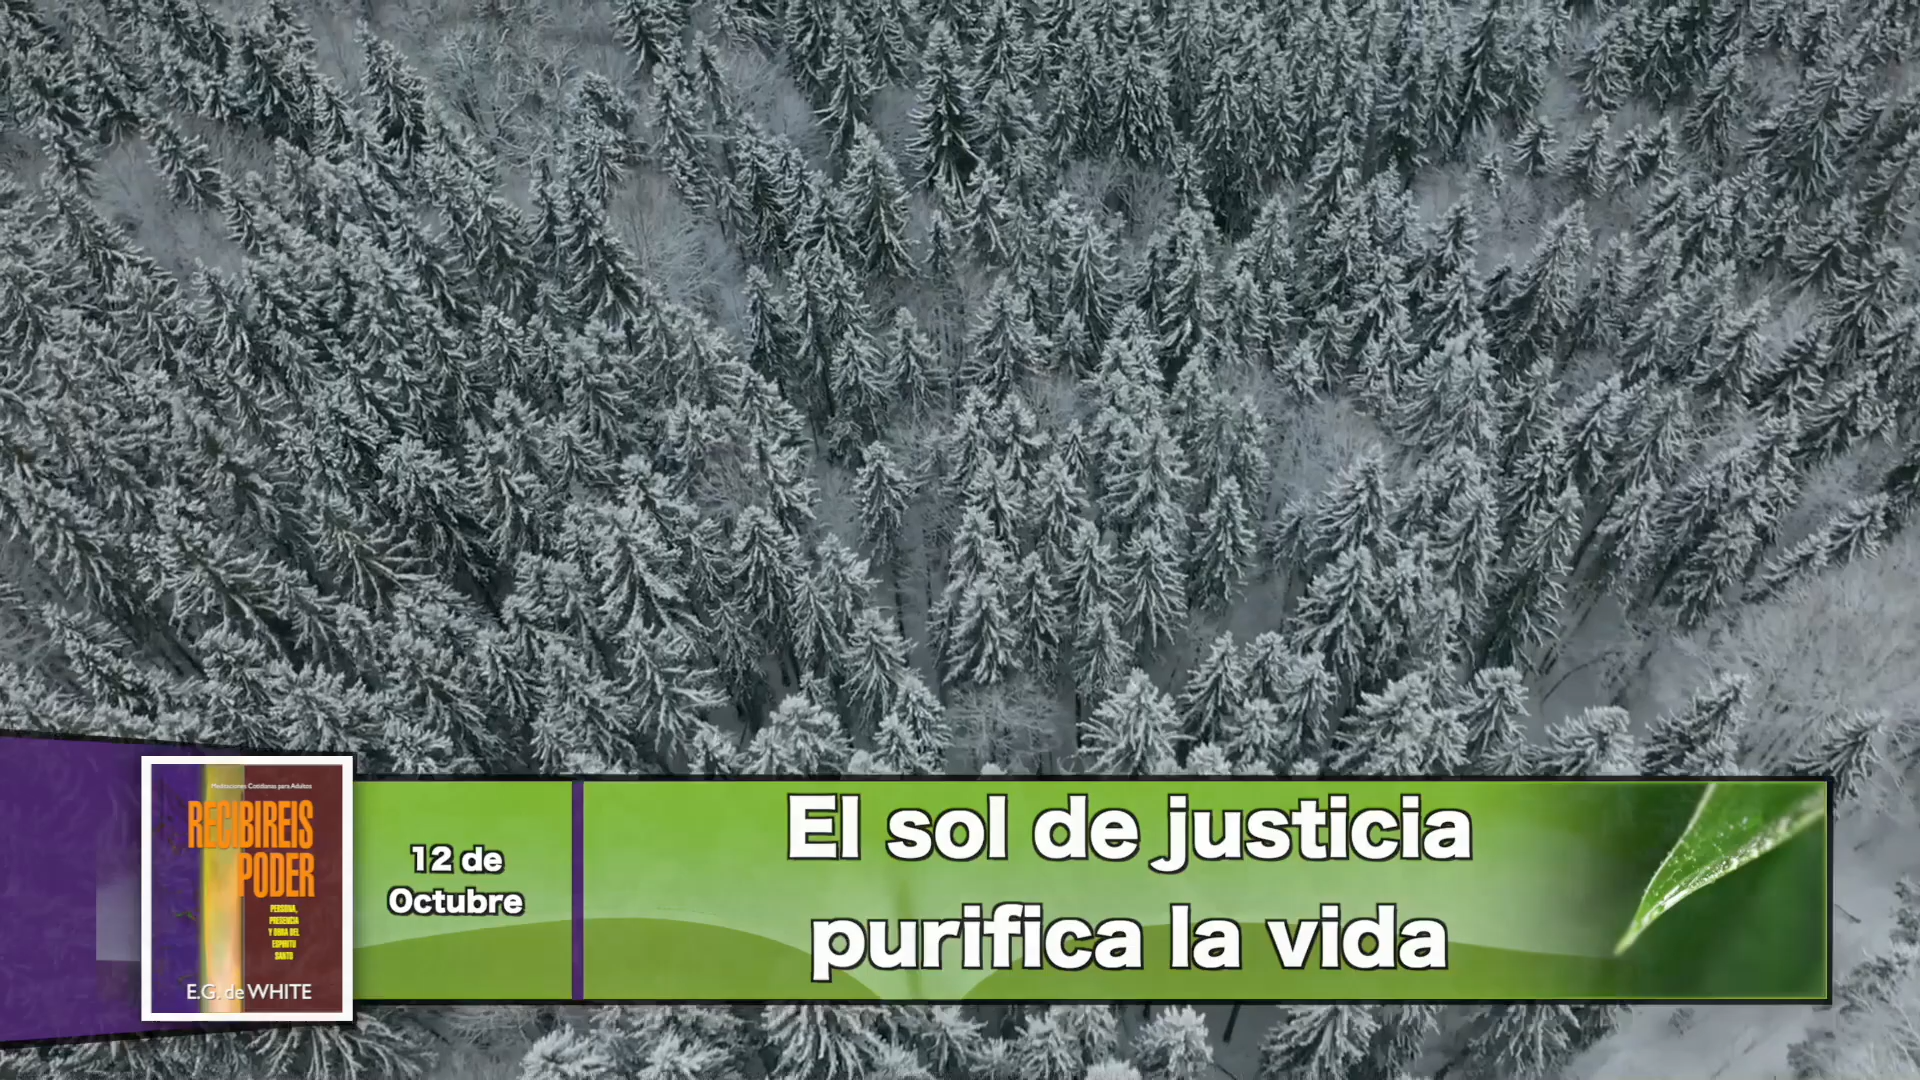 Meditaciones Cotidianas para Adultos
RECIBIREIS
PODER
PERSONA,
PRESENCIA
Y OBRA DEL
ESPIRITU
SANTO
E.G. de WHITE
12 de
Octubre
El sol de justicia
purifica la vida